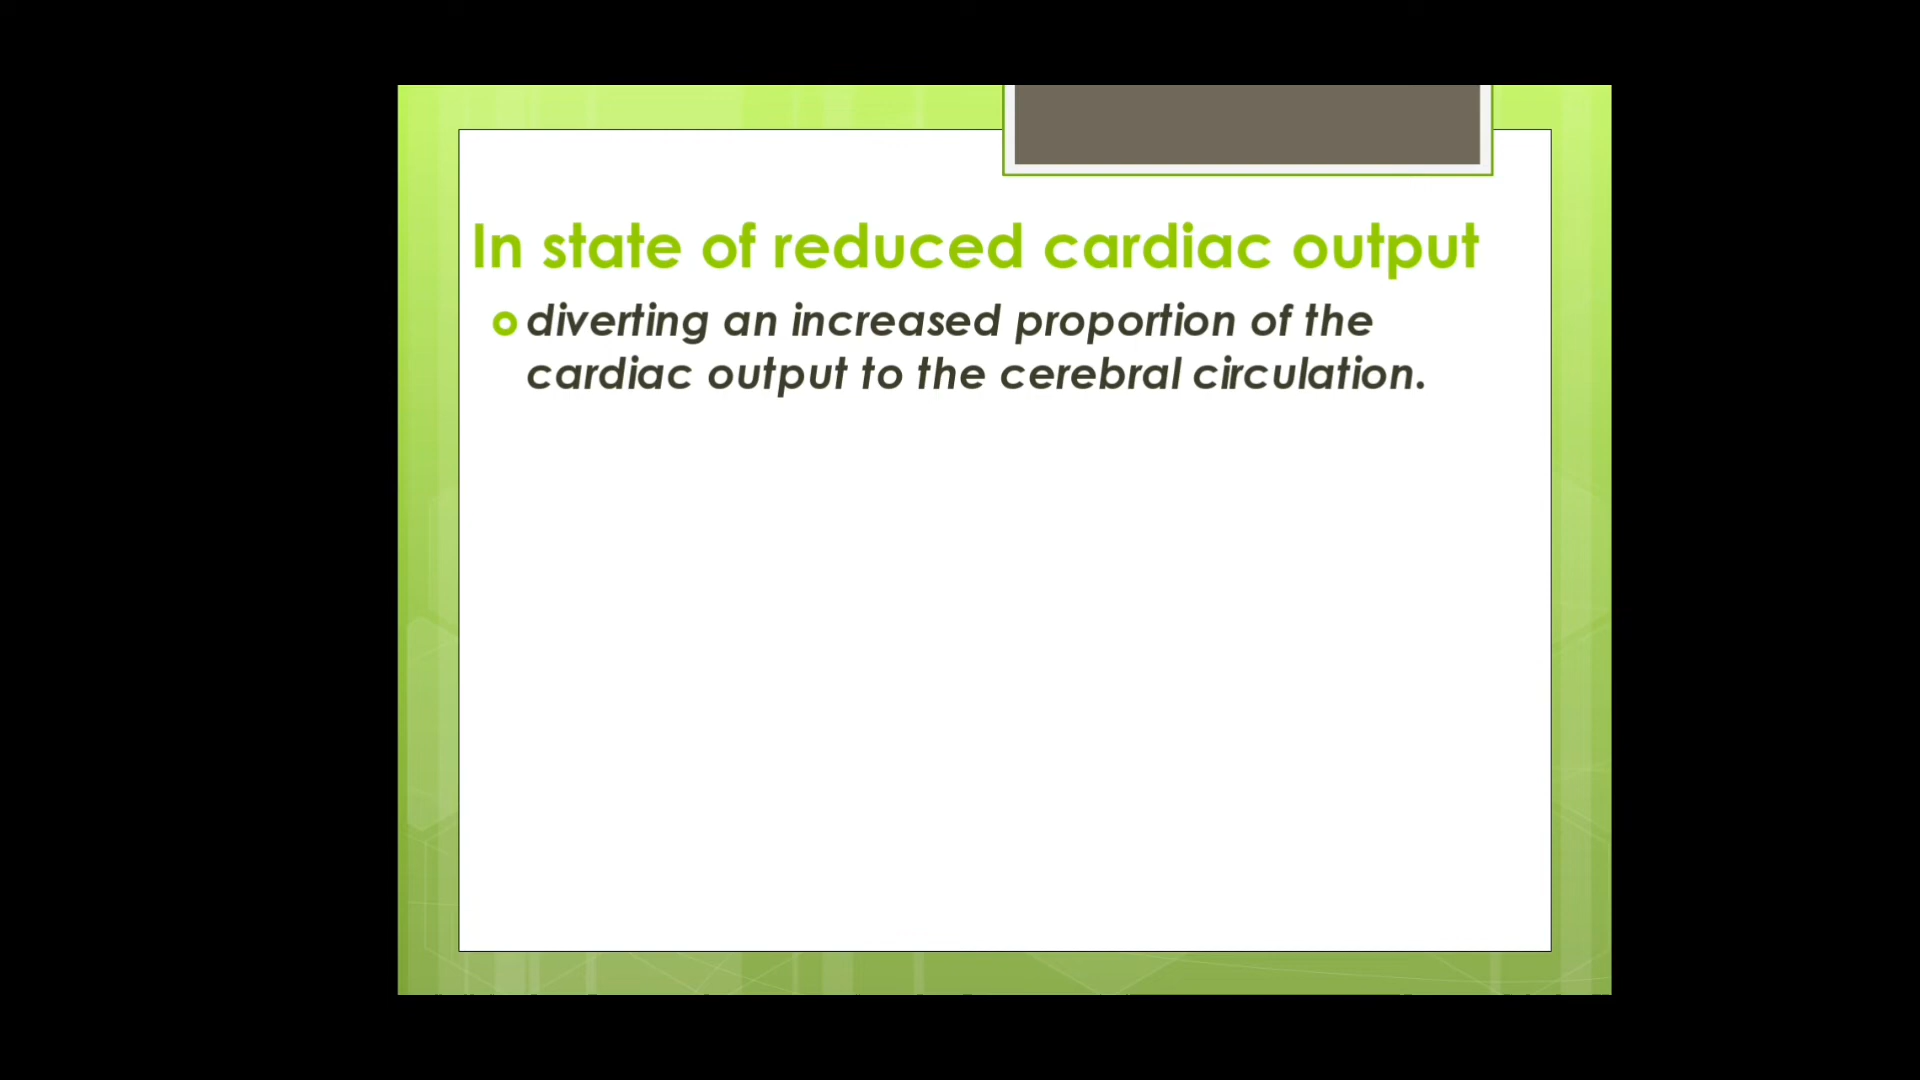 In state of reduced cardiac output
diverting an increased proportion of the
cardiac output to the cerebral circulation.